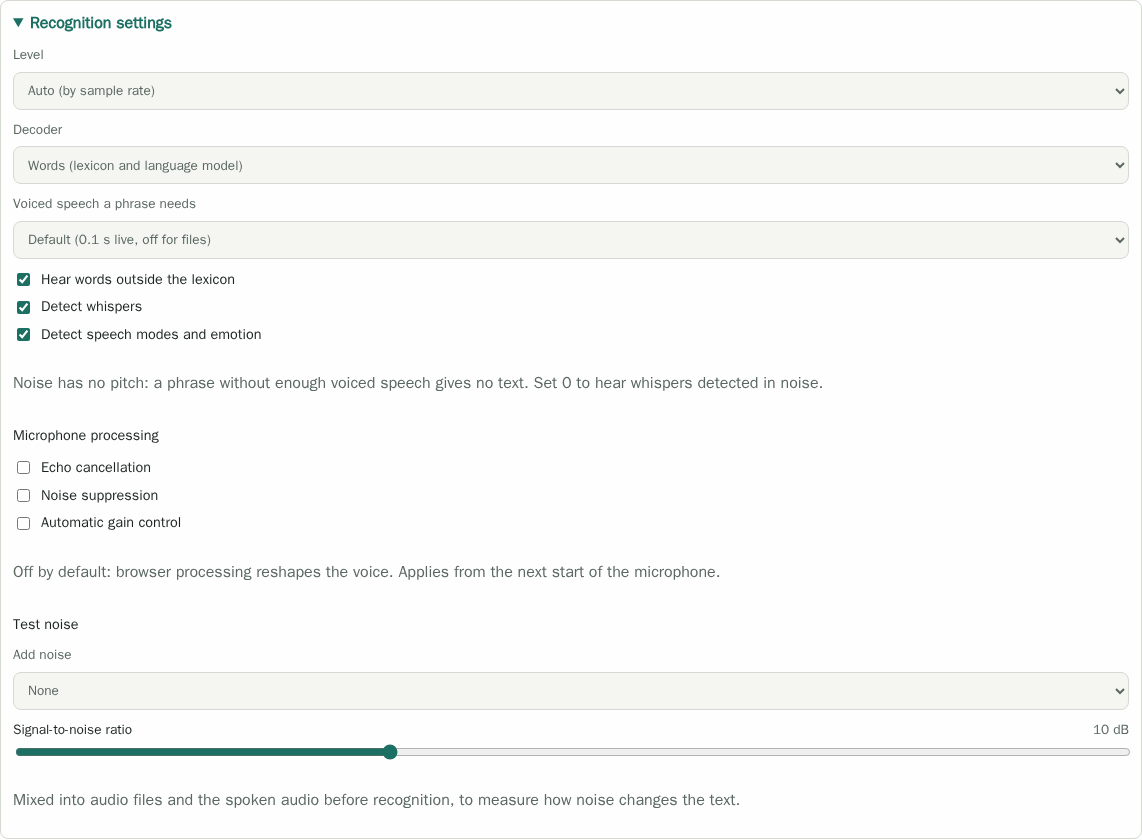 Recognition settings
Level
Auto (by sample rate)
Decoder
Words (lexicon and language model)
Voiced speech a phrase needs
Default (0.1 s live, off for files)
Hear words outside the lexicon
Detect whispers
Detect speech modes and emotion
Noise has no pitch: a phrase without enough voiced speech gives no text. Set 0 to hear whispers detected in noise.
Microphone processing
Echo cancellation
Noise suppression
Automatic gain control
Off by default: browser processing reshapes the voice. Applies from the next start of the microphone.
Test noise
Add noise
None
Signal-to-noise ratio 10 dB
Mixed into audio files and the spoken audio before recognition, to measure how noise changes the text.